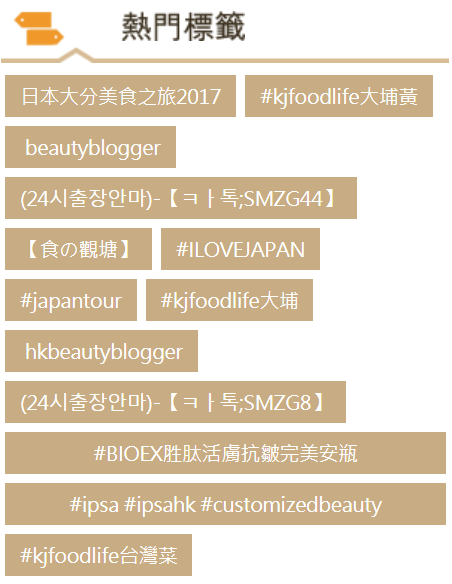 熱門標籤
日本大分美食之旅2017 #kjfoodlife大埔黃
beautyblogger
(24시출장안마)-【ㅋㅏ톡;SMZG44】
【食の觀塘】 #ILOVEJAPAN
#japantour #kjfoodlife大埔
hkbeautyblogger
(24시출장안마)-【ㅋㅏ톡;SMZG8】
#BIOEX胜肽活膚抗皺完美安瓶
#ipsa #ipsahk #customizedbeauty
#kjfoodlife台灣菜